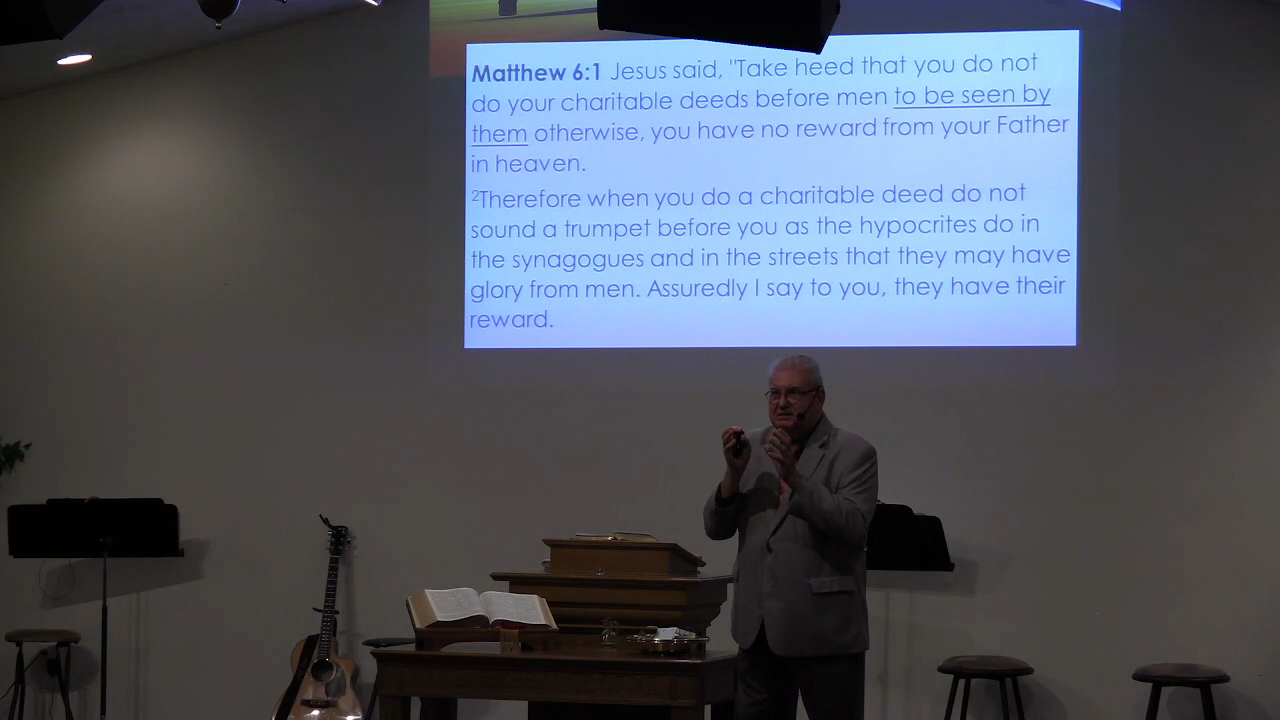 Matthew 6:1 Jesus said, "Take heed that you do not
do your charitable deeds before men to be seen by
them otherwise, you have no reward from your Father
in heaven.
²Therefore when you do a charitable deed do not
sound a trumpet before you as the hypocrites do in
the synagogues and in the streets that they may have
glory from men. Assuredly I say to you, they have their
reward.